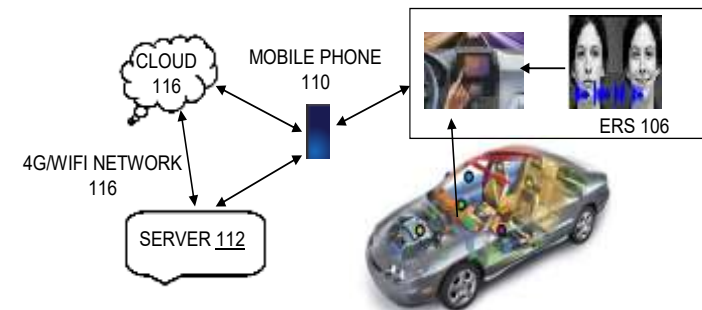 CLOUD
116
MOBILE PHONE
110
ERS 106
4G/WIFI NETWORK
116
SERVER 112